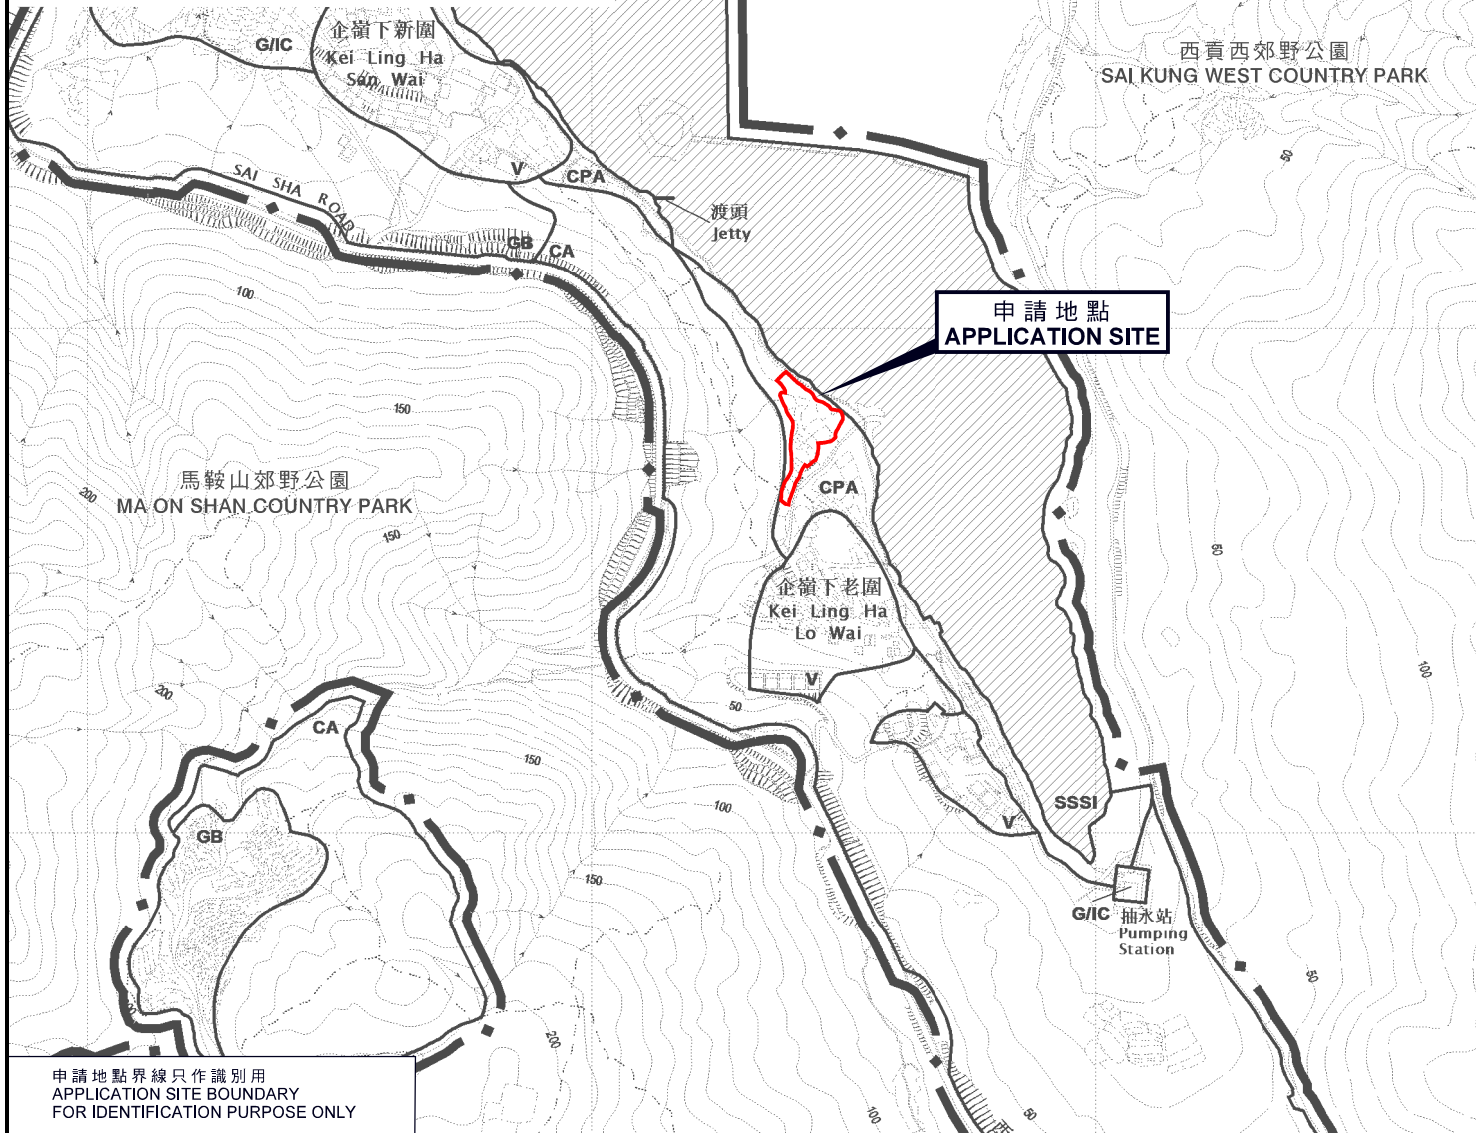 企嶺下新圍
Kei Ling Ha
San Wai
G/IC
西貢西郊野公園
SAI KUNG WEST COUNTRY PARK
50
V
CPA
SAI SHA ROAD
渡頭
Jetty
GB
CA
100
申請地點
APPLICATION SITE
150
馬鞍山郊野公園
MA ON SHAN COUNTRY PARK
200
150
CPA
50
企嶺下老圍
Kei Ling Ha
Lo Wai
V
100
200
50
CA
150
100
SSSI
V
GB
150
G/IC
抽水站
Pumping
Station
50
200
100
50
西
申請地點界線只作識別用
APPLICATION SITE BOUNDARY
FOR IDENTIFICATION PURPOSE ONLY